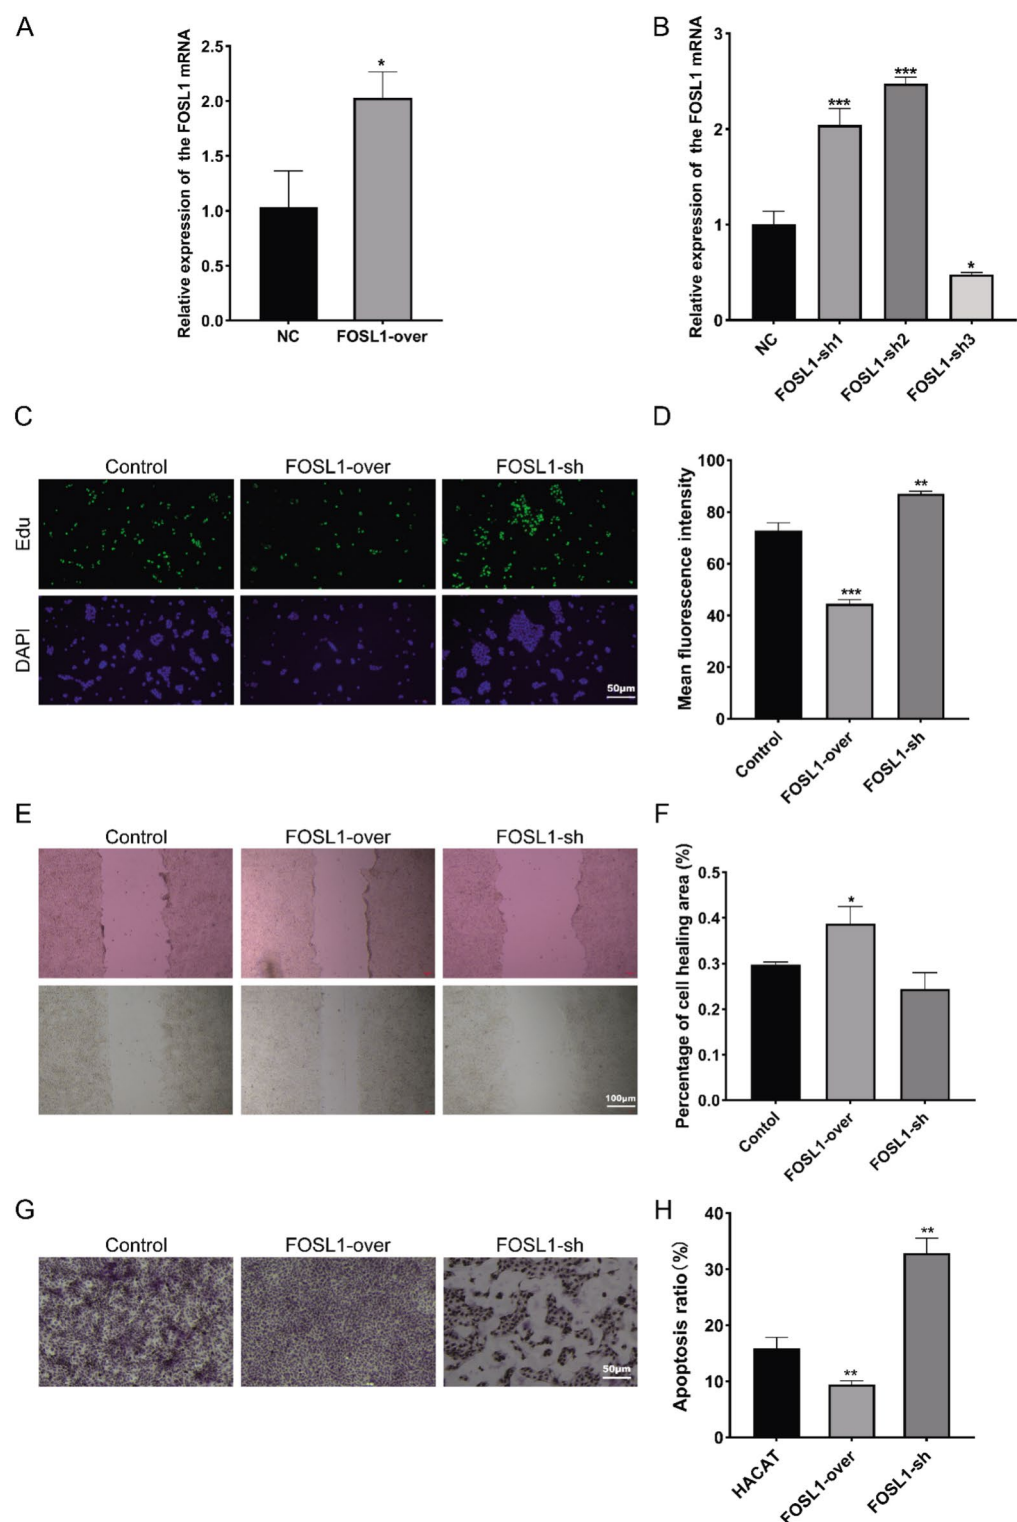 A
Relative expression of the FOSL1 mRNA
2.5
2.0
1.5
1.0
0.5
0.0
*
NC
FOSL1-over
B
Relative expression of the FOSL1 mRNA
3
2
1
0
***
***
*
NC
FOSL1-sh1
FOSL1-sh2
FOSL1-sh3
C
Control
FOSL1-over
FOSL1-sh
Edu
DAPI
50μm
D
Mean fluorescence intensity
100
80
60
40
20
0
***
**
Control
FOSL1-over
FOSL1-sh
E
Control
FOSL1-over
FOSL1-sh
100μm
F
Percentage of cell healing area (%)
0.5
0.4
0.3
0.2
0.1
0.0
*
Contol
FOSL1-over
FOSL1-sh
G
Control
FOSL1-over
FOSL1-sh
50μm
H
Apoptosis ratio (%)
40
30
20
10
0
**
**
HACAT
FOSL1-over
FOSL1-sh